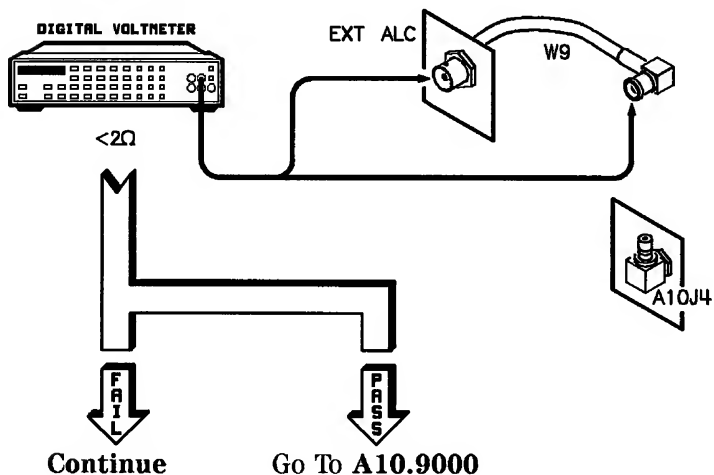 DIGITAL VOLTMETER
EXT ALC
W9
<2Ω
A10J4
FAIL
PASS
Continue
Go To A10.9000